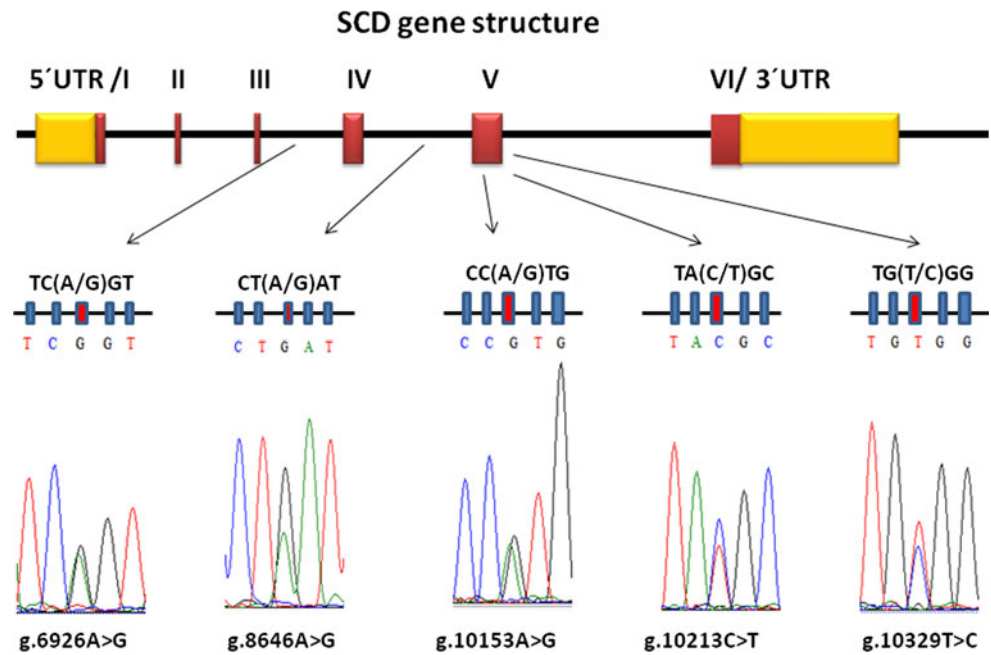 SCD gene structure
5´UTR /I II III IV V VI/ 3´UTR
TC(A/G)GT CT(A/G)AT CC(A/G)TG TA(C/T)GC TG(T/C)GG
T C G G T C T G A T C C G T G T A C G C T G T G G
g.6926A>G g.8646A>G g.10153A>G g.10213C>T g.10329T>C